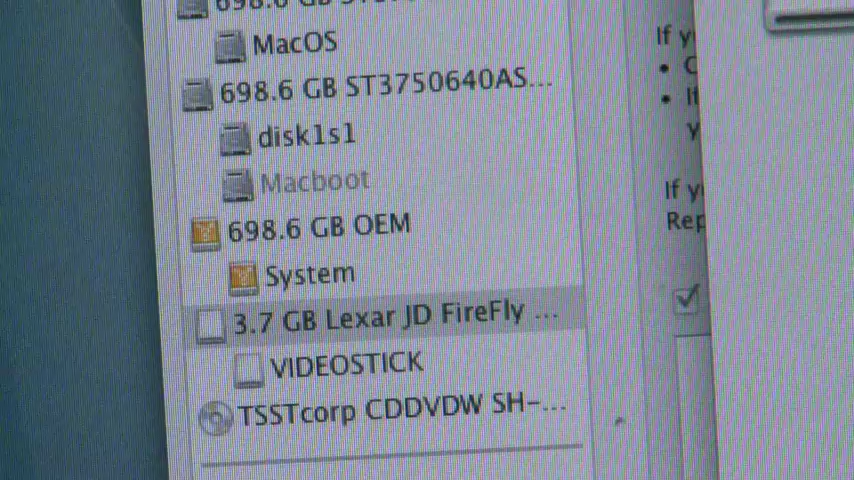 MacOS
698.6 GB ST3750640AS...
disk1s1
Macboot
698.6 GB OEM
System
3.7 GB Lexar JD FireFly ...
VIDEOSTICK
TSSTcorp CDDVDW SH-...
If
If
Rep